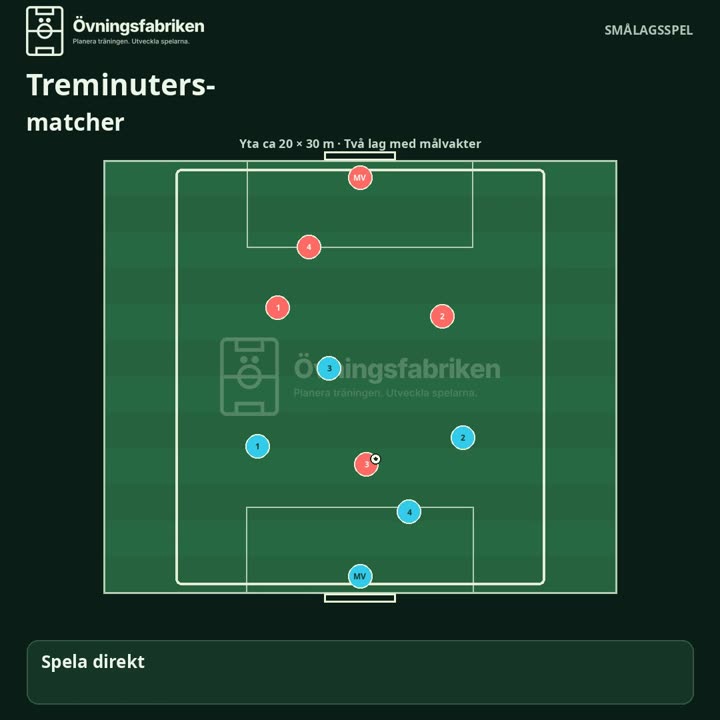 Övningsfabriken
Planera träningen. Utveckla spelarna.
SMÅLAGSSPEL
Treminuters-
matcher
Yta ca 20 × 30 m · Två lag med målvakter
MV
4
1
2
3
Övningsfabriken
Planera träningen. Utveckla spelarna.
1
2
3
4
MV
Spela direkt